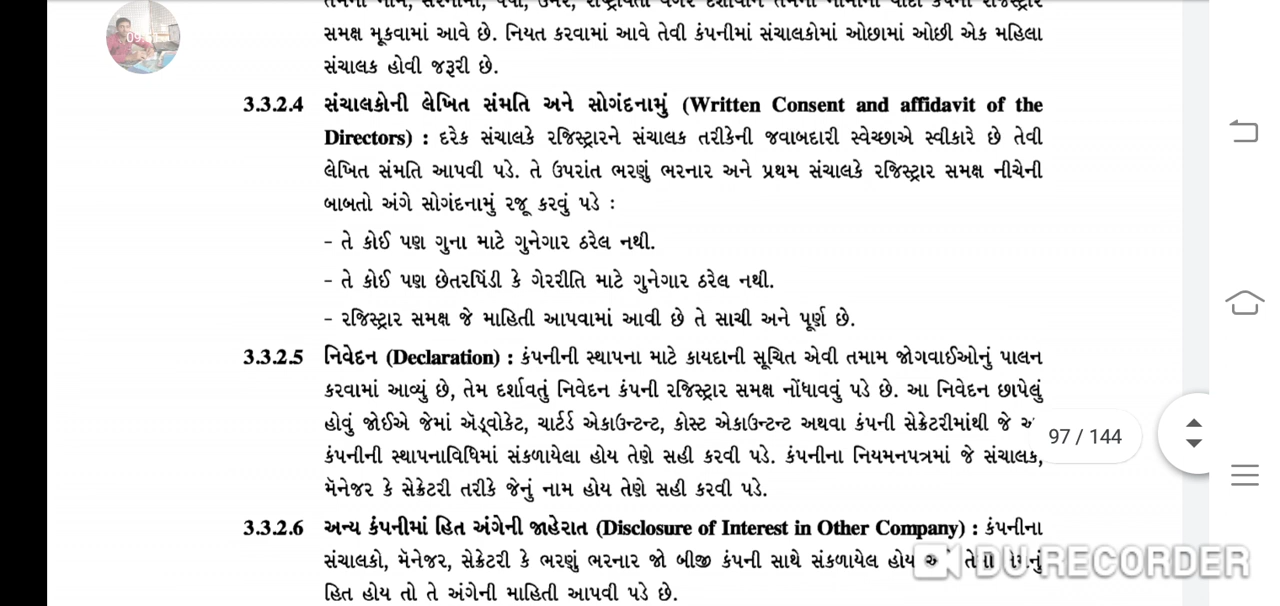 સમક્ષ મૂકવામાં આવે છે. નિયત કરવામાં આવે તેવી કંપનીમાં સંચાલકોમાં ઓછામાં ઓછી એક મહિલા
સંચાલક હોવી જરૂરી છે.
3.3.2.4 સંચાલકોની લેખિત સંમતિ અને સોગંદનામું (Written Consent and affidavit of the
Directors) : દરેક સંચાલકે રજિસ્ટ્રારને સંચાલક તરીકેની જવાબદારી સ્વેચ્છાએ સ્વીકારે છે તેવી
લેખિત સંમતિ આપવી પડે. તે ઉપરાંત ભરણું ભરનાર અને પ્રથમ સંચાલકે રજિસ્ટ્રાર સમક્ષ નીચેની
બાબતો અંગે સોગંદનામું રજૂ કરવું પડે :
- તે કોઈ પણ ગુના માટે ગુનેગાર ઠરેલ નથી.
- તે કોઈ પણ છેતરપિંડી કે ગેરરીતિ માટે ગુનેગાર ઠરેલ નથી.
- રજિસ્ટ્રાર સમક્ષ જે માહિતી આપવામાં આવી છે તે સાચી અને પૂર્ણ છે.
3.3.2.5 નિવેદન (Declaration) : કંપનીની સ્થાપના માટે કાયદાની સૂચિત એવી તમામ જોગવાઈઓનું પાલન
કરવામાં આવ્યું છે, તેમ દર્શાવતું નિવેદન કંપની રજિસ્ટ્રાર સમક્ષ નોંધાવવું પડે છે. આ નિવેદન છાપેલું
હોવું જોઈએ જેમાં ઍડ્વોકેટ, ચાર્ટર્ડ એકાઉન્ટન્ટ, કોસ્ટ એકાઉન્ટન્ટ અથવા કંપની સેક્રેટરીમાંથી જે
97 / 144
કંપનીની સ્થાપનાવિધિમાં સંકળાયેલા હોય તેણે સહી કરવી પડે. કંપનીના નિયમનપત્રમાં જે સંચાલક,
મૅનેજર કે સેક્રેટરી તરીકે જેનું નામ હોય તેણે સહી કરવી પડે.
3.3.2.6 અન્ય કંપનીમાં હિત અંગેની જાહેરાત (Disclosure of Interest in Other Company) : કંપનીના
સંચાલકો, મૅનેજર, સેક્રેટરી કે ભરણું ભરનાર જો બીજી કંપની સાથે સંકળાયેલ હોય
DU RECORDER
હિત હોય તો તે અંગેની માહિતી આપવી પડે છે.